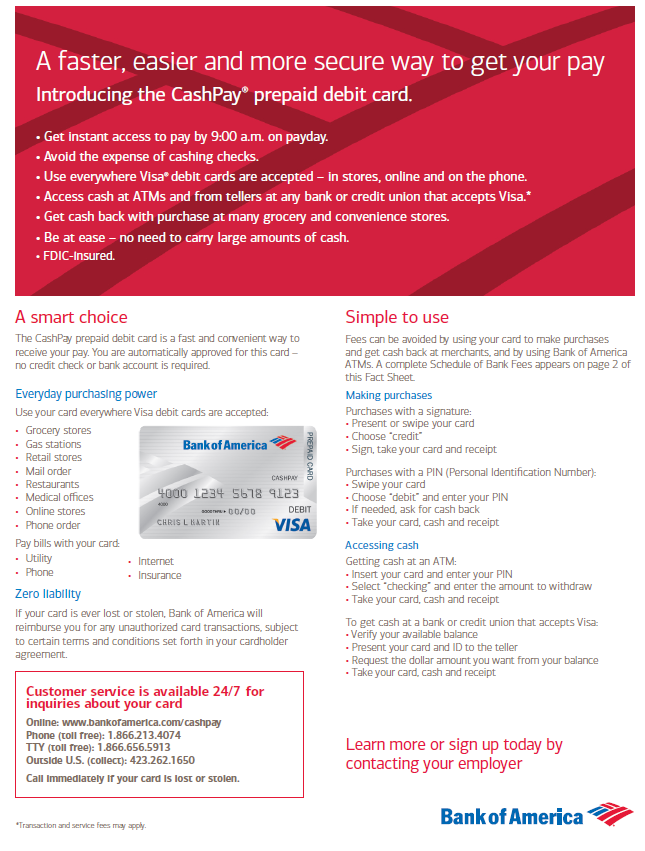 A faster, easier and more secure way to get your pay
Introducing the CashPay® prepaid debit card.
• Get instant access to pay by 9:00 a.m. on payday.
• Avoid the expense of cashing checks.
• Use everywhere Visa® debit cards are accepted – in stores, online and on the phone.
• Access cash at ATMs and from tellers at any bank or credit union that accepts Visa.*
• Get cash back with purchase at many grocery and convenience stores.
• Be at ease – no need to carry large amounts of cash.
• FDIC-insured.
A smart choice
The CashPay prepaid debit card is a fast and convenient way to
receive your pay. You are automatically approved for this card –
no credit check or bank account is required.
Everyday purchasing power
Use your card everywhere Visa debit cards are accepted:
• Grocery stores
• Gas stations
• Retail stores
• Mail order
• Restaurants
• Medical offices
• Online stores
• Phone order
Bank of America
PREPAID CARD
CASHPAY
4000 1234 5678 9123
4000
GOOD THRU ▸ 00/00
DEBIT
CHRIS L MARTIN
VISA
Pay bills with your card:
• Utility
• Phone
• Internet
• Insurance
Zero liability
If your card is ever lost or stolen, Bank of America will
reimburse you for any unauthorized card transactions, subject
to certain terms and conditions set forth in your cardholder
agreement.
Customer service is available 24/7 for
inquiries about your card
Online: www.bankofamerica.com/cashpay
Phone (toll free): 1.866.213.4074
TTY (toll free): 1.866.656.5913
Outside U.S. (collect): 423.262.1650
Call immediately if your card is lost or stolen.
*Transaction and service fees may apply.
Simple to use
Fees can be avoided by using your card to make purchases
and get cash back at merchants, and by using Bank of America
ATMs. A complete Schedule of Bank Fees appears on page 2 of
this Fact Sheet.
Making purchases
Purchases with a signature:
• Present or swipe your card
• Choose “credit”
• Sign, take your card and receipt
Purchases with a PIN (Personal Identification Number):
• Swipe your card
• Choose “debit” and enter your PIN
• If needed, ask for cash back
• Take your card, cash and receipt
Accessing cash
Getting cash at an ATM:
• Insert your card and enter your PIN
• Select “checking” and enter the amount to withdraw
• Take your card, cash and receipt
To get cash at a bank or credit union that accepts Visa:
• Verify your available balance
• Present your card and ID to the teller
• Request the dollar amount you want from your balance
• Take your card, cash and receipt
Learn more or sign up today by
contacting your employer
Bank of America